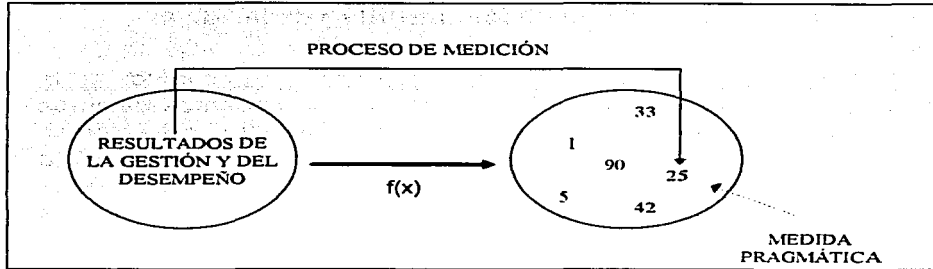 PROCESO DE MEDICIÓN
RESULTADOS DE
LA GESTIÓN Y DEL
DESEMPEÑO
f(x)
33
1
90
25
5
42
MEDIDA
PRAGMÁTICA